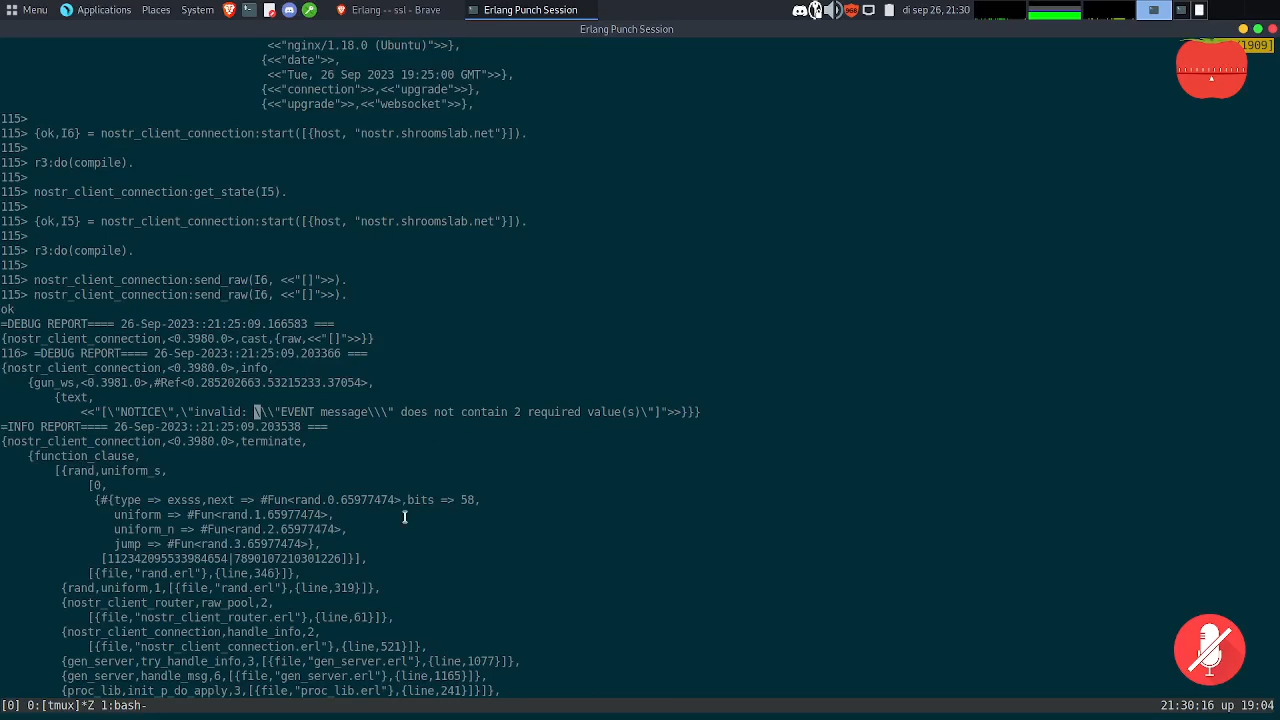 Menu Applications Places System Erlang -- ssl - Brave Erlang Punch Session di sep 26, 21:30
Erlang Punch Session
<<"nginx/1.18.0 (Ubuntu)">>},
{<<"date">>,
<<"Tue, 26 Sep 2023 19:25:00 GMT">>},
{<<"connection">>,<<"upgrade">>},
{<<"upgrade">>,<<"websocket">>},
115>
115> {ok,I6} = nostr_client_connection:start([{host, "nostr.shroomslab.net"}]).
115>
115> r3:do(compile).
115>
115> nostr_client_connection:get_state(I5).
115>
115> {ok,I5} = nostr_client_connection:start([{host, "nostr.shroomslab.net"}]).
115>
115> r3:do(compile).
115>
115> nostr_client_connection:send_raw(I6, <<"[]">>).
115> nostr_client_connection:send_raw(I6, <<"[]">>).
ok
=DEBUG REPORT==== 26-Sep-2023::21:25:09.166583 ===
{nostr_client_connection,<0.3980.0>,cast,{raw,<<"[]">>}}
116> =DEBUG REPORT==== 26-Sep-2023::21:25:09.203366 ===
{nostr_client_connection,<0.3980.0>,info,
{gun_ws,<0.3981.0>,#Ref<0.285202663.53215233.37054>,
{text,
<<"[\"NOTICE\",\"invalid: \\\"EVENT message\\\" does not contain 2 required value(s)\"]">>}}}
=INFO REPORT==== 26-Sep-2023::21:25:09.203538 ===
{nostr_client_connection,<0.3980.0>,terminate,
{function_clause,
[{rand,uniform_s,
[0,
{#{type => exsss,next => #Fun<rand.0.65977474>,bits => 58,
uniform => #Fun<rand.1.65977474>,
uniform_n => #Fun<rand.2.65977474>,
jump => #Fun<rand.3.65977474>},
[112342095533984654|7890107210301226]}],
[{file,"rand.erl"},{line,346}]},
{rand,uniform,1,[{file,"rand.erl"},{line,319}]},
{nostr_client_router,raw_pool,2,
[{file,"nostr_client_router.erl"},{line,61}]},
{nostr_client_connection,handle_info,2,
[{file,"nostr_client_connection.erl"},{line,521}]},
{gen_server,try_handle_info,3,[{file,"gen_server.erl"},{line,1077}]},
{gen_server,handle_msg,6,[{file,"gen_server.erl"},{line,1165}]},
{proc_lib,init_p_do_apply,3,[{file,"proc_lib.erl"},{line,241}]}]},
[0] 0:[tmux]*Z 1:bash- 21:30:16 up 19:04